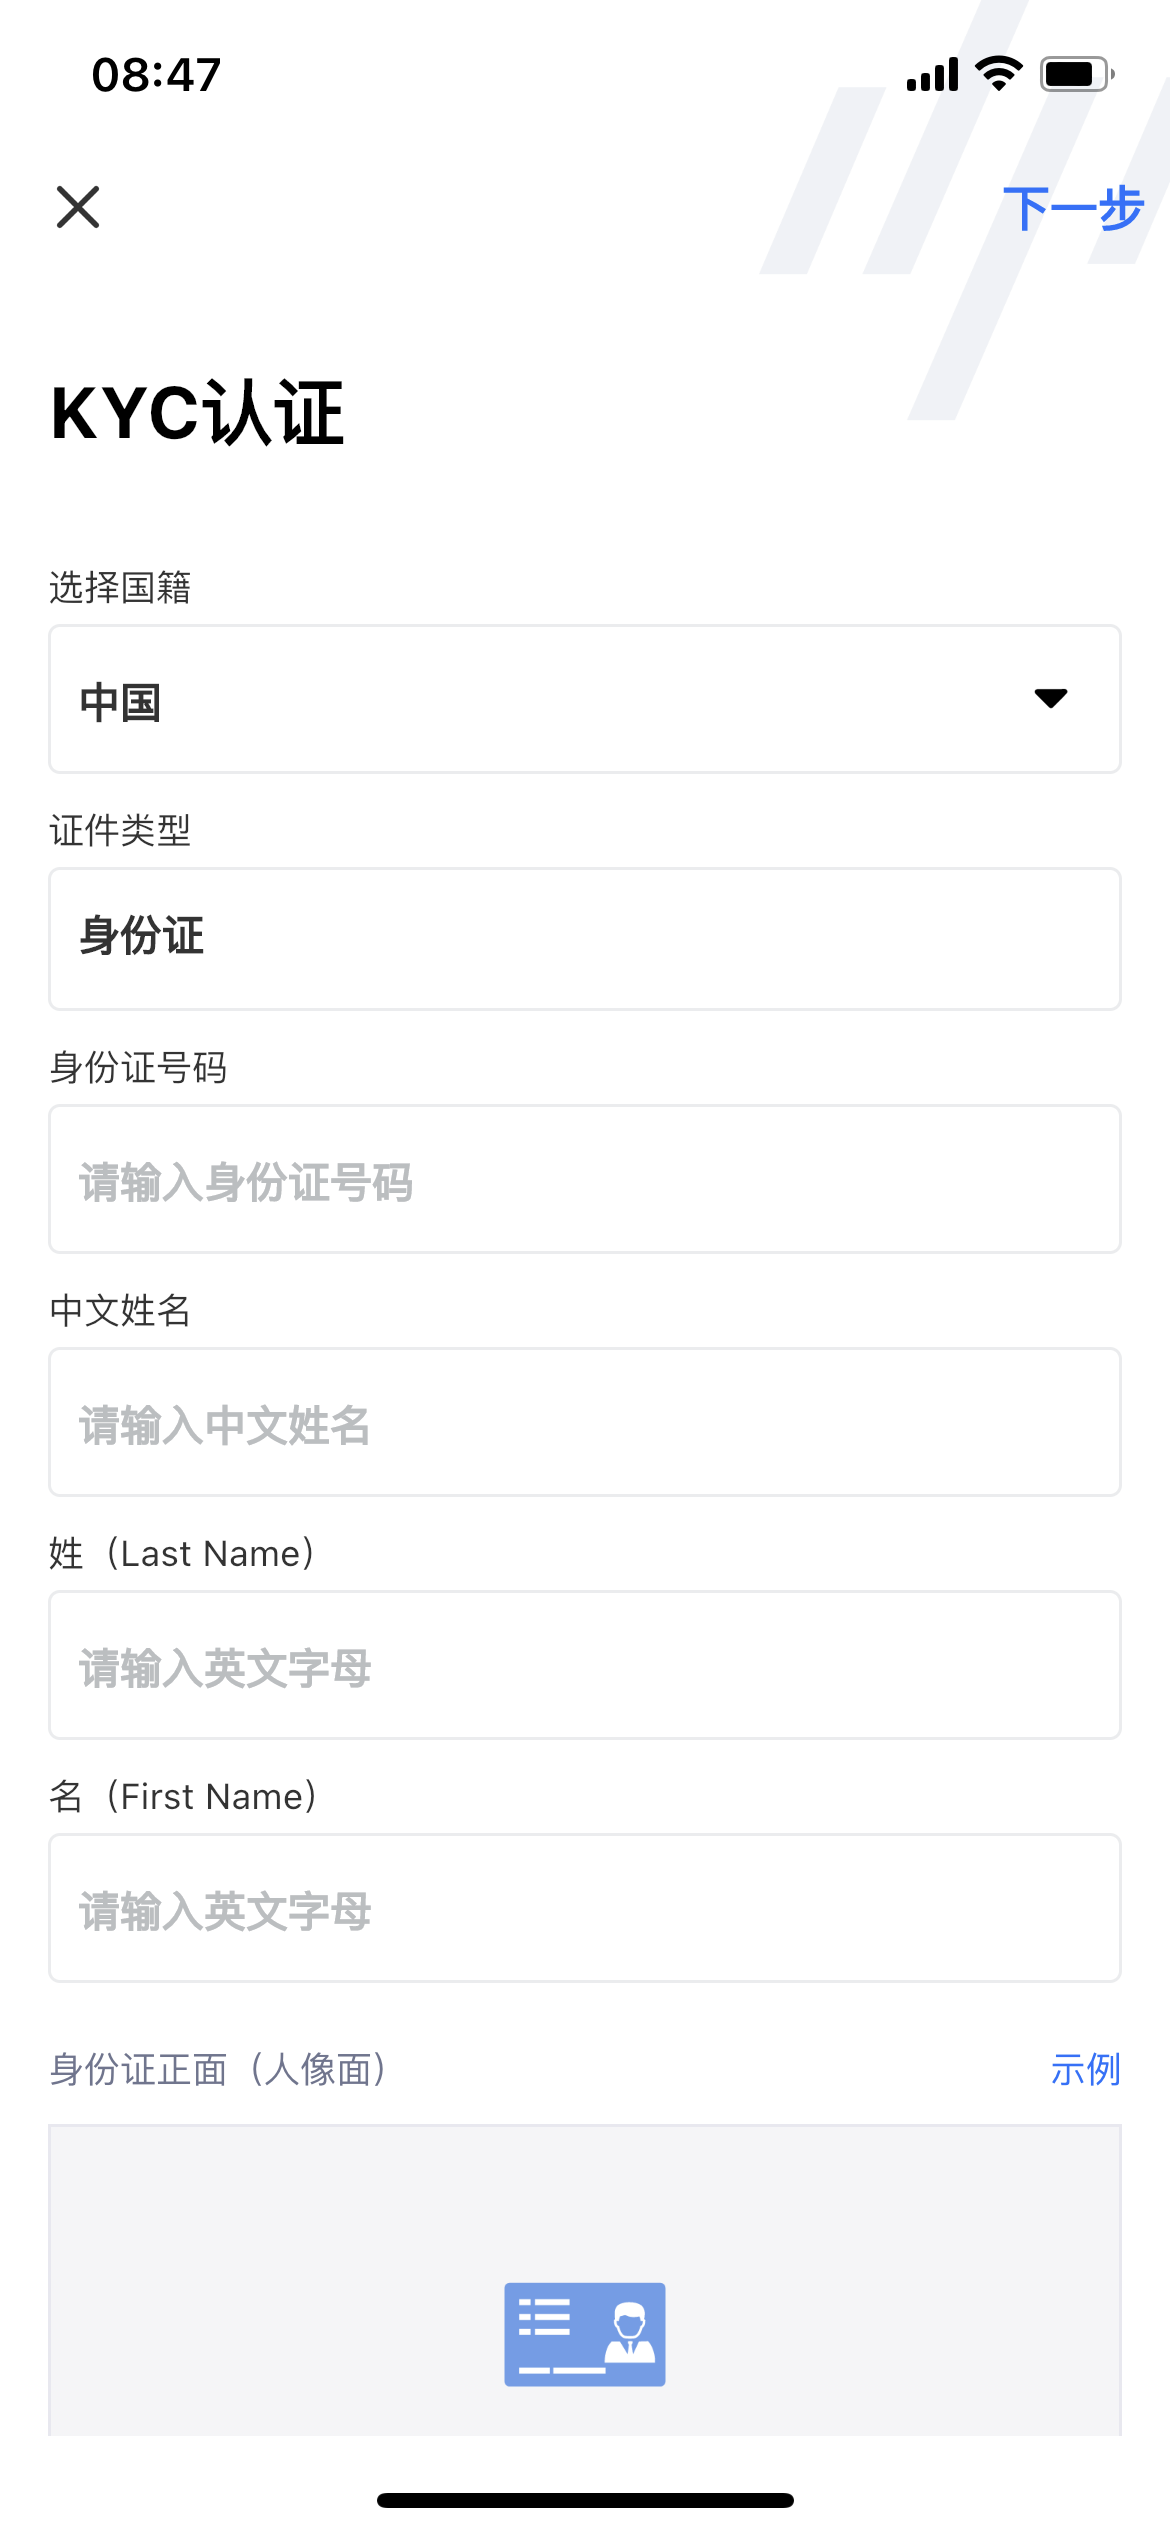 08:47
下一步
KYC认证
选择国籍
中国
证件类型
身份证
身份证号码
请输入身份证号码
中文姓名
请输入中文姓名
姓（Last Name）
请输入英文字母
名（First Name）
请输入英文字母
身份证正面（人像面） 示例